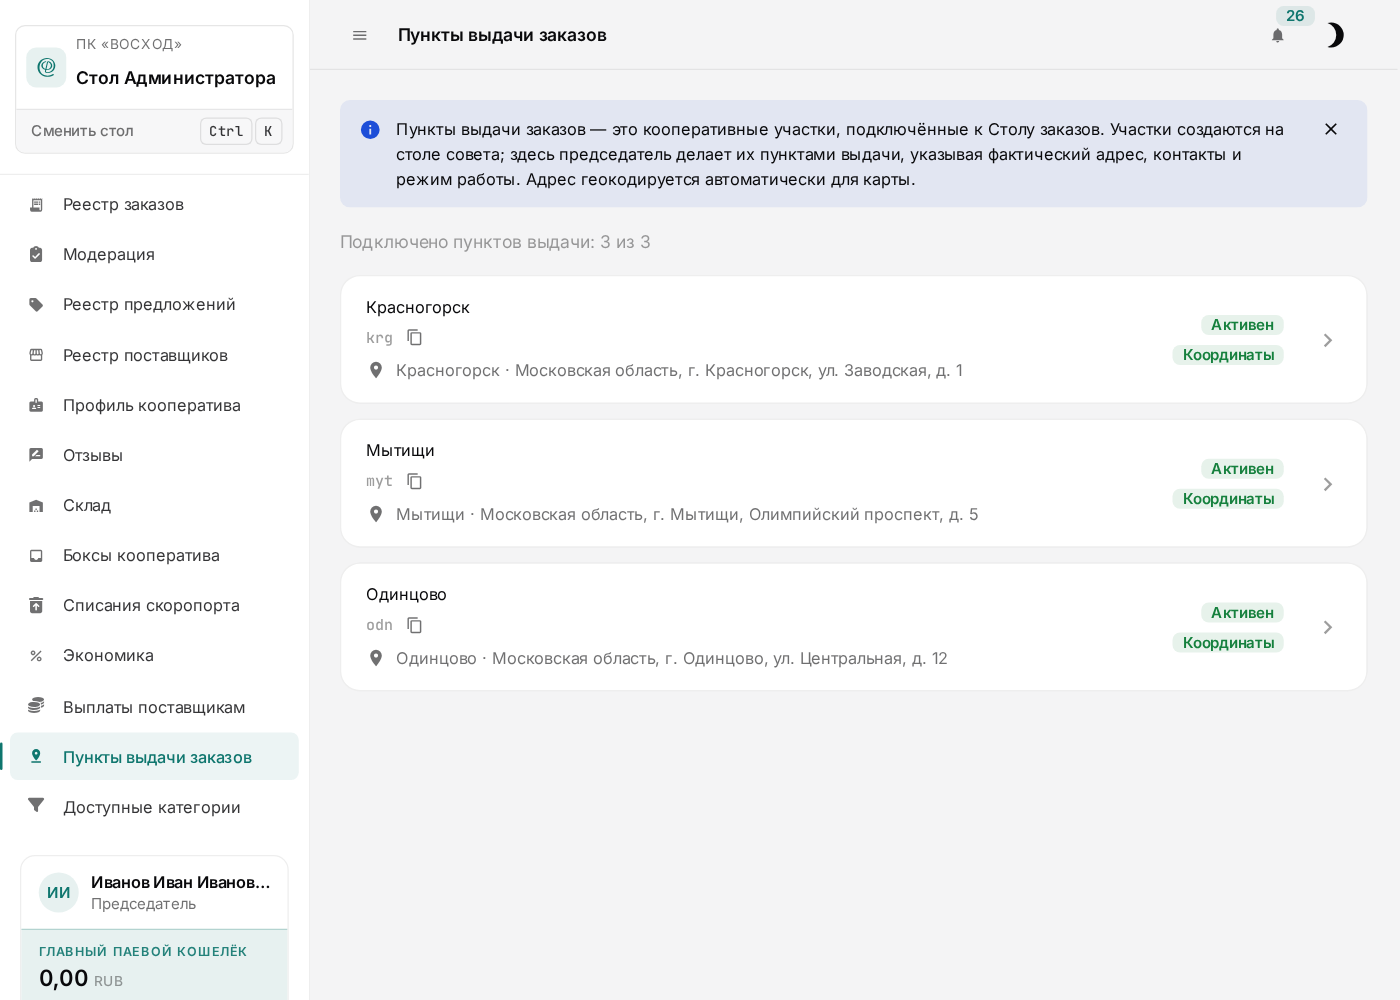 ПК «ВОСХОД»
Стол Администратора
Сменить стол
Ctrl K
Реестр заказов
Модерация
Реестр предложений
Реестр поставщиков
Профиль кооператива
Отзывы
Склад
Боксы кооператива
Списания скоропорта
Экономика
Выплаты поставщикам
Пункты выдачи заказов
Доступные категории
ИИ
Иванов Иван Иванов...
Председатель
ГЛАВНЫЙ ПАЕВОЙ КОШЕЛЁК
0,00 RUB
Пункты выдачи заказов
26
Пункты выдачи заказов — это кооперативные участки, подключённые к Столу заказов. Участки создаются на
столе совета; здесь председатель делает их пунктами выдачи, указывая фактический адрес, контакты и
режим работы. Адрес геокодируется автоматически для карты.
Подключено пунктов выдачи: 3 из 3
Красногорск
krg
Красногорск · Московская область, г. Красногорск, ул. Заводская, д. 1
Активен
Координаты
Мытищи
myt
Мытищи · Московская область, г. Мытищи, Олимпийский проспект, д. 5
Активен
Координаты
Одинцово
odn
Одинцово · Московская область, г. Одинцово, ул. Центральная, д. 12
Активен
Координаты